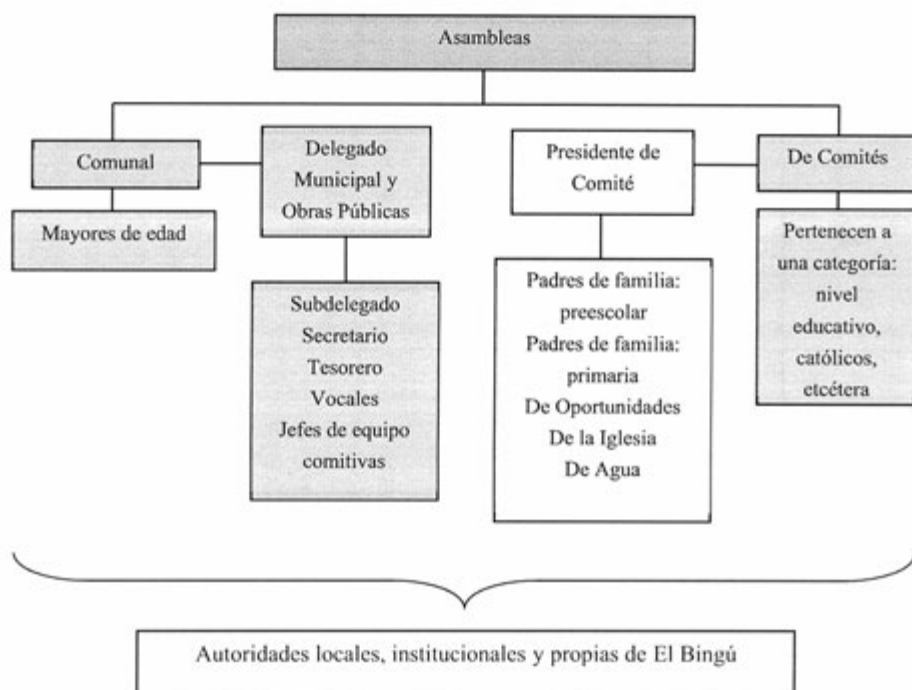 Asambleas
Comunal
Mayores de edad
Delegado
Municipal y
Obras Públicas
Subdelegado
Secretario
Tesorero
Vocales
Jefes de equipo
comitivas
Presidente de
Comité
Padres de familia:
preescolar
Padres de familia:
primaria
De Oportunidades
De la Iglesia
De Agua
De Comités
Pertenecen a
una categoría:
nivel
educativo,
católicos,
etcétera
Autoridades locales, institucionales y propias de El Bingú